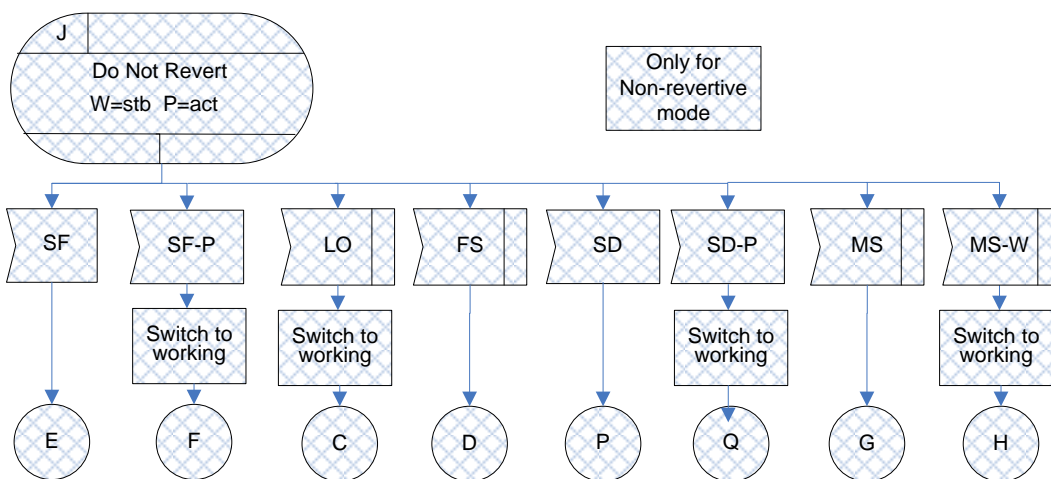 J
Do Not Revert
W=stb P=act
Only for
Non-revertive
mode
SF
SF-P
LO
FS
SD
SD-P
MS
MS-W
Switch to
working
Switch to
working
Switch to
working
Switch to
working
E
F
C
D
P
Q
G
H